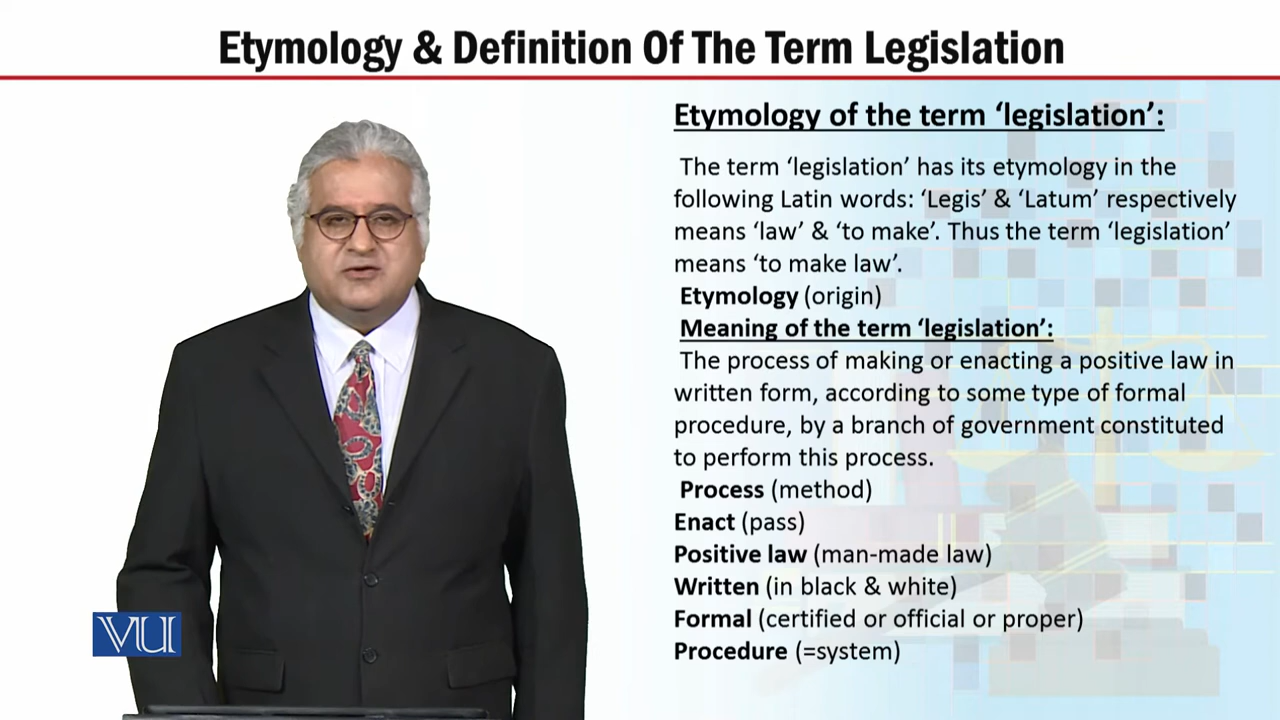 Etymology & Definition Of The Term Legislation
Etymology of the term ‘legislation’:
The term ‘legislation’ has its etymology in the
following Latin words: ‘Legis’ & ‘Latum’ respectively
means ‘law’ & ‘to make’. Thus the term ‘legislation’
means ‘to make law’.
Etymology (origin)
Meaning of the term ‘legislation’:
The process of making or enacting a positive law in
written form, according to some type of formal
procedure, by a branch of government constituted
to perform this process.
Process (method)
Enact (pass)
Positive law (man-made law)
Written (in black & white)
Formal (certified or official or proper)
Procedure (=system)
VU